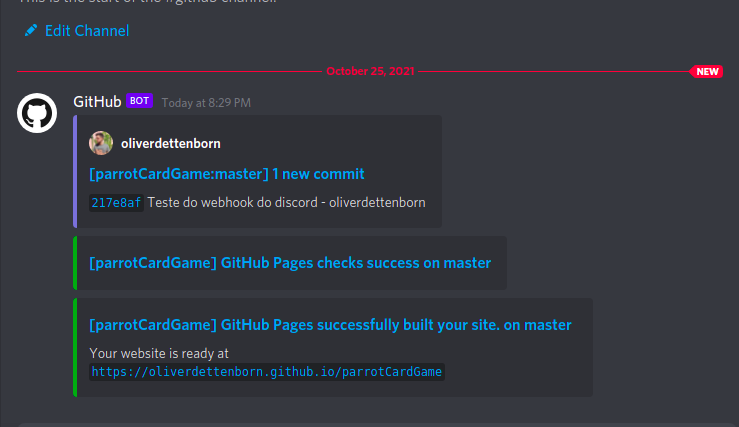 This is the start of the #github channel.
Edit Channel
October 25, 2021
NEW
GitHub BOT Today at 8:29 PM
oliverdettenborn
[parrotCardGame:master] 1 new commit
217e8af Teste do webhook do discord - oliverdettenborn
[parrotCardGame] GitHub Pages checks success on master
[parrotCardGame] GitHub Pages successfully built your site. on master
Your website is ready at
https://oliverdettenborn.github.io/parrotCardGame